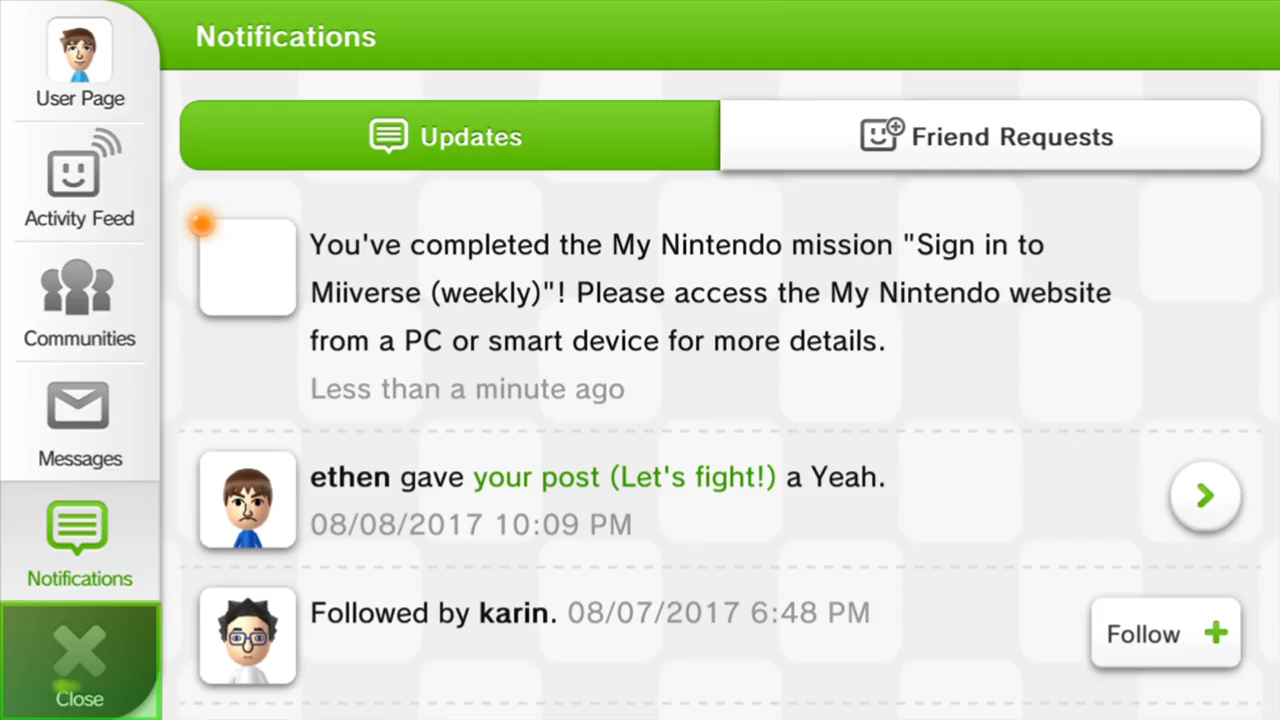 Notifications
User Page
Updates
Friend Requests
Activity Feed
You've completed the My Nintendo mission "Sign in to
Miiverse (weekly)"! Please access the My Nintendo website
from a PC or smart device for more details.
Less than a minute ago
Communities
Messages
ethen gave your post (Let's fight!) a Yeah.
08/08/2017 10:09 PM
Notifications
Followed by karin. 08/07/2017 6:48 PM
Follow
Close